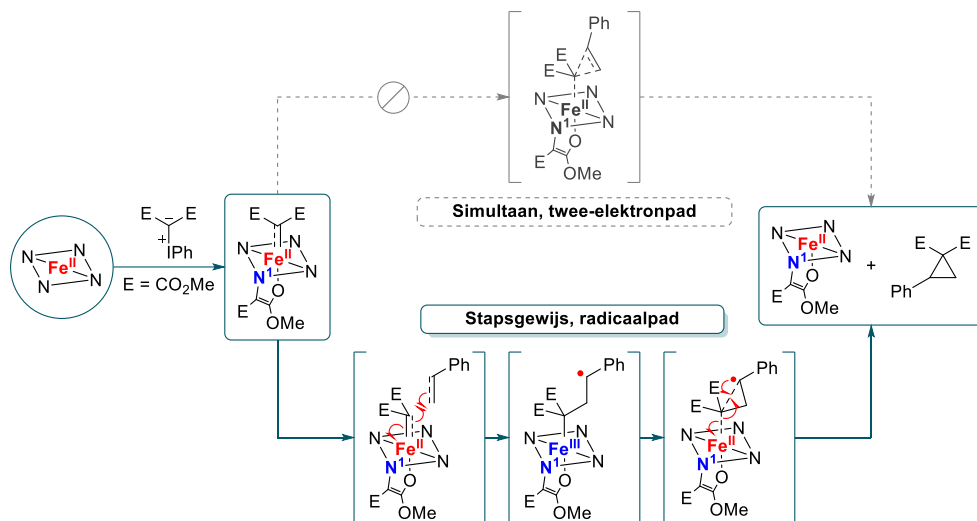 Ph
E
E
N
N
Fe^II
N^1
N
O
E
OMe
Simultaan, twee-elektronpad
E
E
−
+
IPh
E = CO₂Me
N
N
Fe^II
N
N
E
E
N
N
Fe^II
N^1
N
O
E
OMe
N
N
Fe^II
N^1
N
O
E
OMe
+
E
E
Ph
Stapsgewijs, radicaalpad
Ph
E
E
N
N
Fe^II
N^1
N
O
E
OMe
Ph
E
E
N
N
Fe^III
N^1
N
O
E
OMe
Ph
E
E
N
N
Fe^II
N^1
N
O
E
OMe